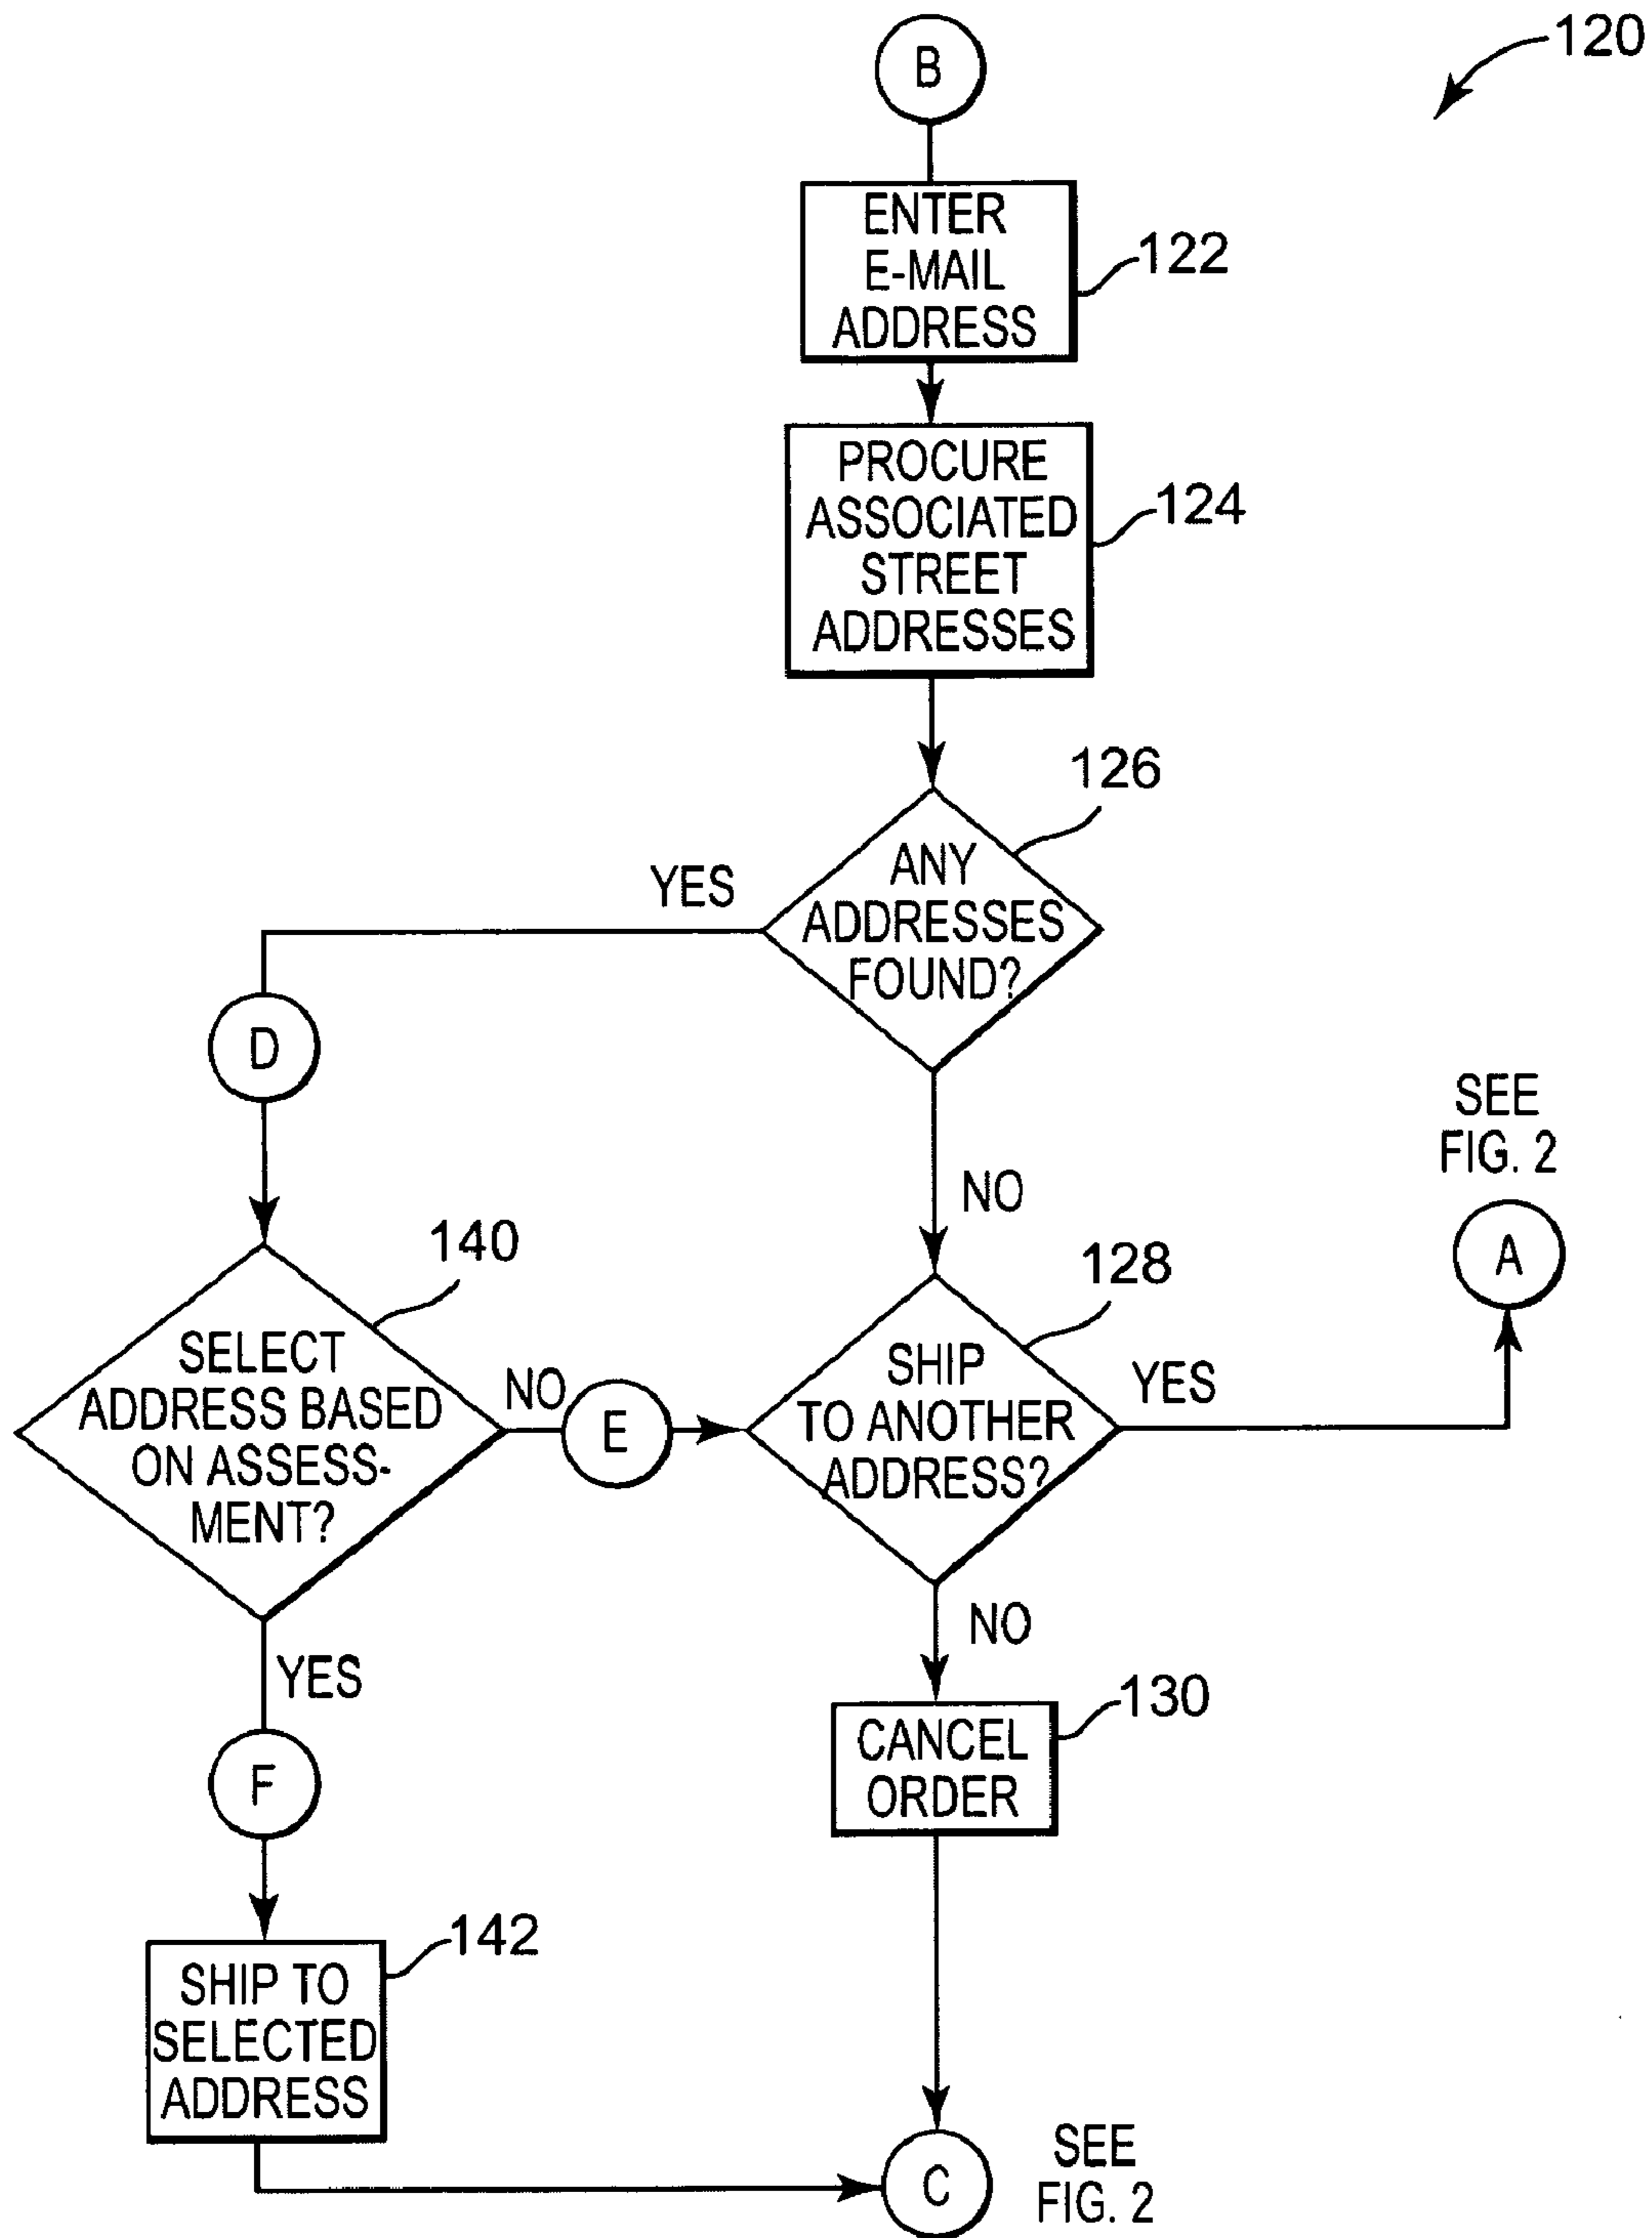 120
B
ENTER
E-MAIL
ADDRESS
122
PROCURE
ASSOCIATED
STREET
ADDRESSES
124
126
ANY
ADDRESSES
FOUND?
YES
D
NO
SEE
FIG. 2
A
140
SELECT
ADDRESS BASED
ON ASSESS-
MENT?
NO
E
128
SHIP
TO ANOTHER
ADDRESS?
YES
YES
NO
F
130
CANCEL
ORDER
142
SHIP TO
SELECTED
ADDRESS
C
SEE
FIG. 2